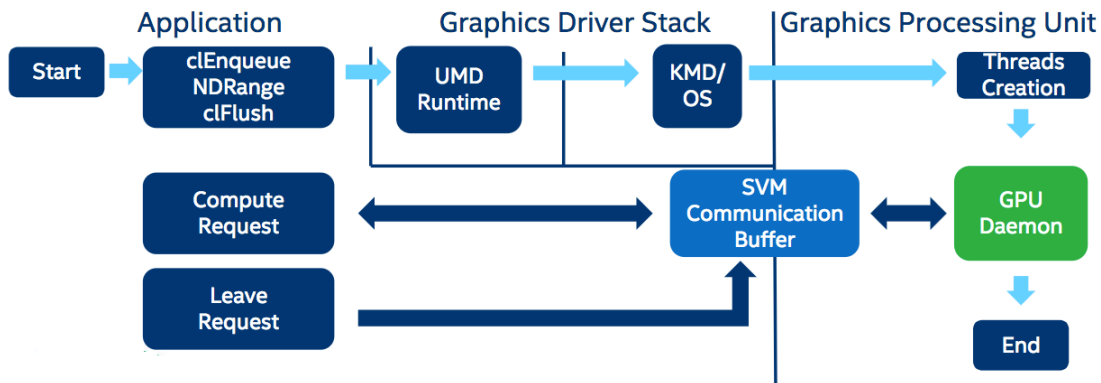 Application
Graphics Driver Stack
Graphics Processing Unit
Start
clEnqueue
NDRange
clFlush
UMD
Runtime
KMD/
OS
Threads
Creation
Compute
Request
SVM
Communication
Buffer
GPU
Daemon
Leave
Request
End